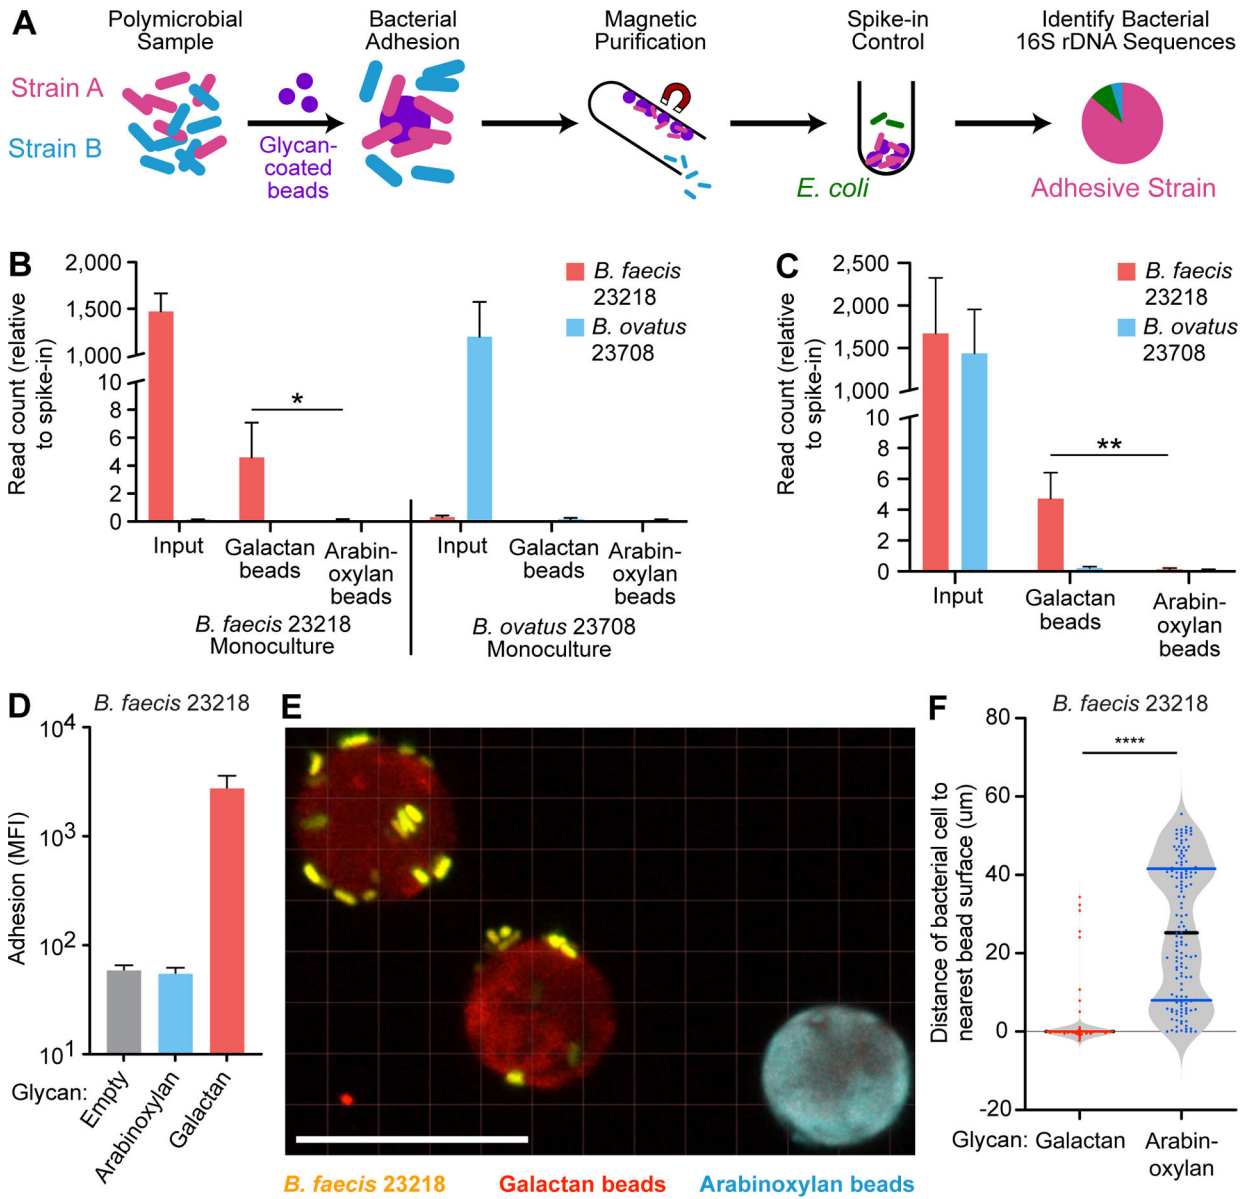 A
Polymicrobial
Sample
Bacterial
Adhesion
Magnetic
Purification
Spike-in
Control
Identify Bacterial
16S rDNA Sequences
Strain A
Strain B
Glycan-
coated
beads
E. coli
Adhesive Strain
B
Read count (relative
to spike-in)
2,000
1,500
1,000
10
8
6
4
2
0
*
B. faecis
23218
B. ovatus
23708
Input
Galactan
beads
Arabin-
oxylan
beads
Input
Galactan
beads
Arabin-
oxylan
beads
B. faecis 23218
Monoculture
B. ovatus 23708
Monoculture
C
Read count (relative
to spike-in)
2,500
2,000
1,500
1,000
10
8
6
4
2
0
**
B. faecis
23218
B. ovatus
23708
Input
Galactan
beads
Arabin-
oxylan
beads
D
B. faecis 23218
Adhesion (MFI)
10^4
10^3
10^2
10^1
Glycan:
Empty
Arabinoxylan
Galactan
E
B. faecis 23218
Galactan beads
Arabinoxylan beads
F
B. faecis 23218
****
Distance of bacterial cell to
nearest bead surface (um)
80
60
40
20
0
-20
Glycan:
Galactan
Arabin-
oxylan